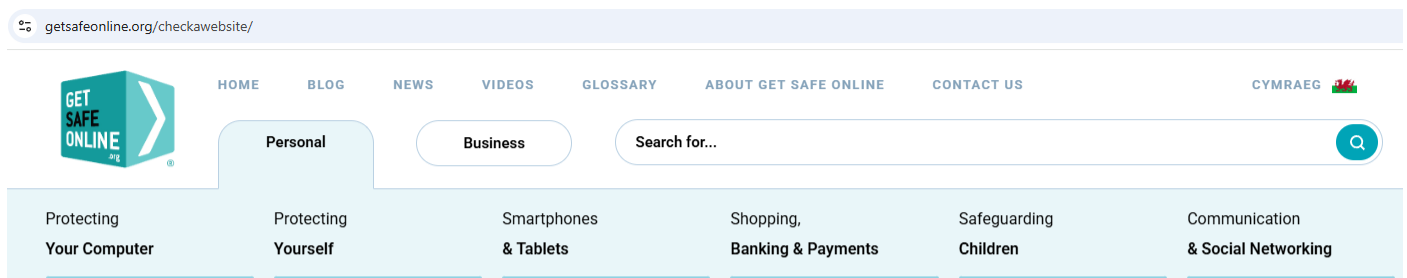 getsafeonline.org/checkawebsite/
GET
SAFE
ONLINE
.org
®
HOME BLOG NEWS VIDEOS GLOSSARY ABOUT GET SAFE ONLINE CONTACT US CYMRAEG
Personal Business Search for...
Protecting
Your Computer
Protecting
Yourself
Smartphones
& Tablets
Shopping,
Banking & Payments
Safeguarding
Children
Communication
& Social Networking